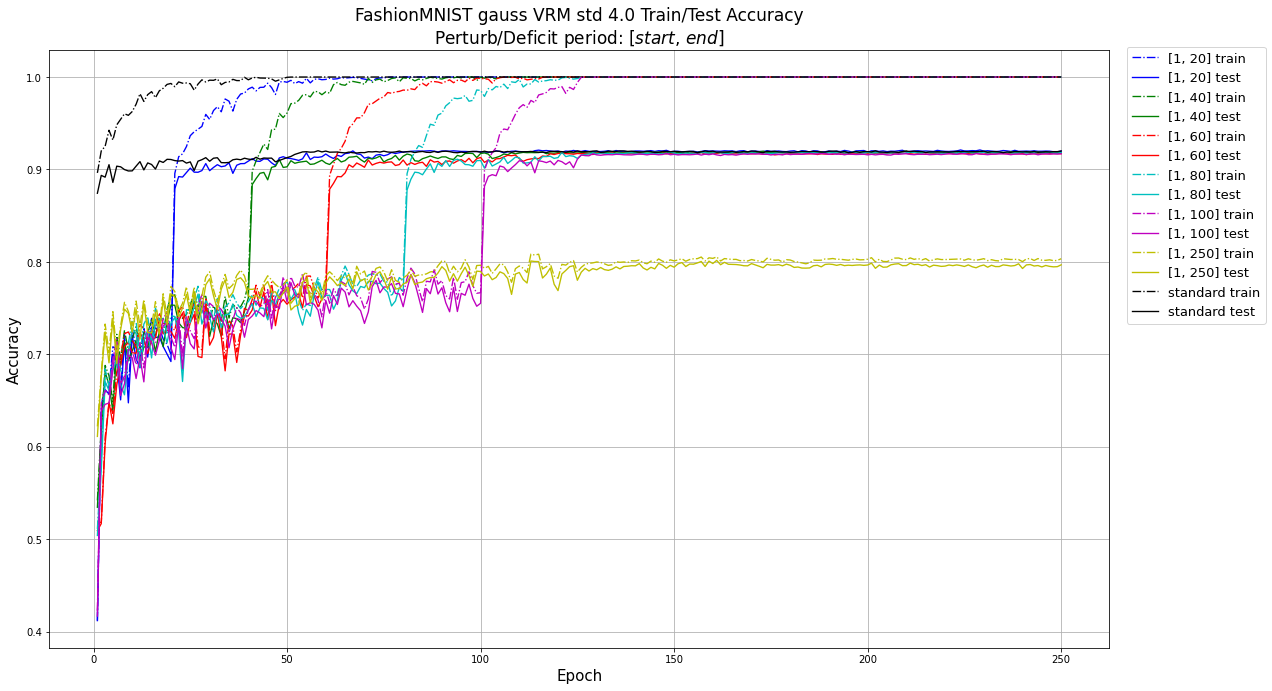 FashionMNIST gauss VRM std 4.0 Train/Test Accuracy
Perturb/Deficit period: [start, end]
[1, 20] train
[1, 20] test
[1, 40] train
[1, 40] test
[1, 60] train
[1, 60] test
[1, 80] train
[1, 80] test
[1, 100] train
[1, 100] test
[1, 250] train
[1, 250] test
standard train
standard test
Accuracy
1.0
0.9
0.8
0.7
0.6
0.5
0.4
0 50 100 150 200 250
Epoch